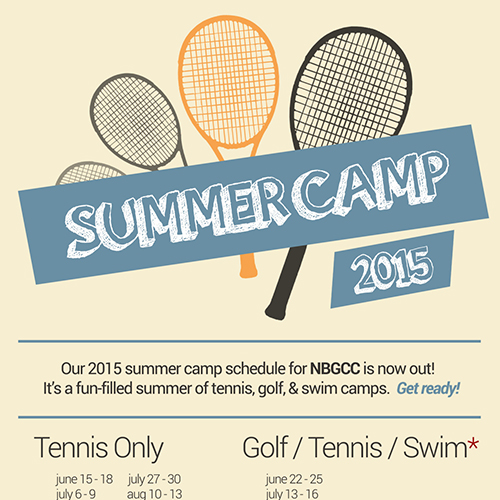 SUMMER CAMP
2015
Our 2015 summer camp schedule for NBGCC is now out!
It's a fun-filled summer of tennis, golf, & swim camps. Get ready!
Tennis Only
june 15 - 18 july 27 - 30
july 6 - 9 aug 10 - 13
Golf / Tennis / Swim*
june 22 - 25
july 13 - 16